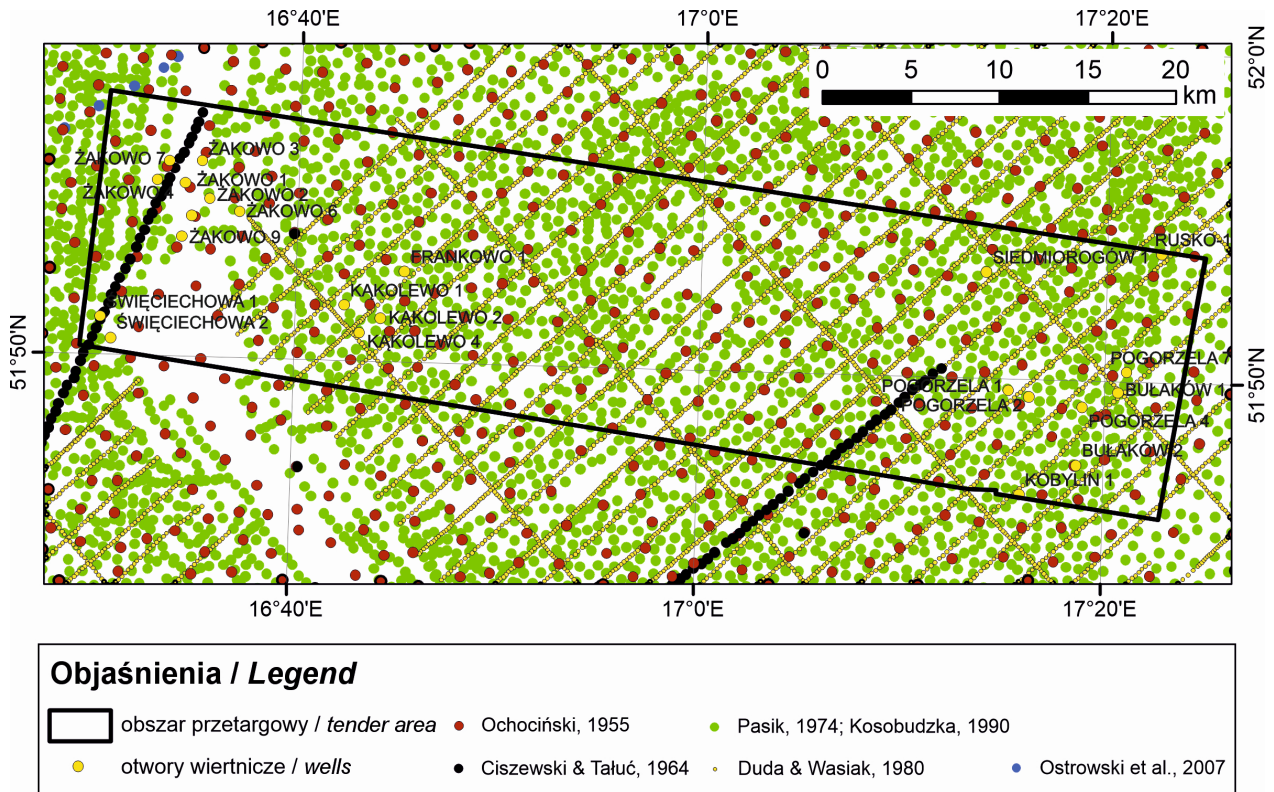 16°40'E 17°0'E 17°20'E
52°0'N
0 5 10 15 20 km
ŻAKOWO 3
ŻAKOWO 7
ŻAKOWO 1
ŻAKOWO 4
ŻAKOWO 2
ŻAKOWO 6
ŻAKOWO 9
RUSKO 1
FRANKOWO 1
SIEDMIOROGÓW 1
KĄKOLEWO 1
ŚWIĘCIECHOWA 1
KĄKOLEWO 2
ŚWIĘCIECHOWA 2
KĄKOLEWO 4
51°50'N
POGORZELA 7
POGORZELA 1
BUŁAKÓW 1
51°50'N
POGORZELA 2
POGORZELA 4
BUŁAKÓW 2
KOBYLIN 1
16°40'E 17°0'E 17°20'E
Objaśnienia / Legend
obszar przetargowy / tender area
Ochociński, 1955
Pasik, 1974; Kosobudzka, 1990
otwory wiertnicze / wells
Ciszewski & Tałuć, 1964
Duda & Wasiak, 1980
Ostrowski et al., 2007